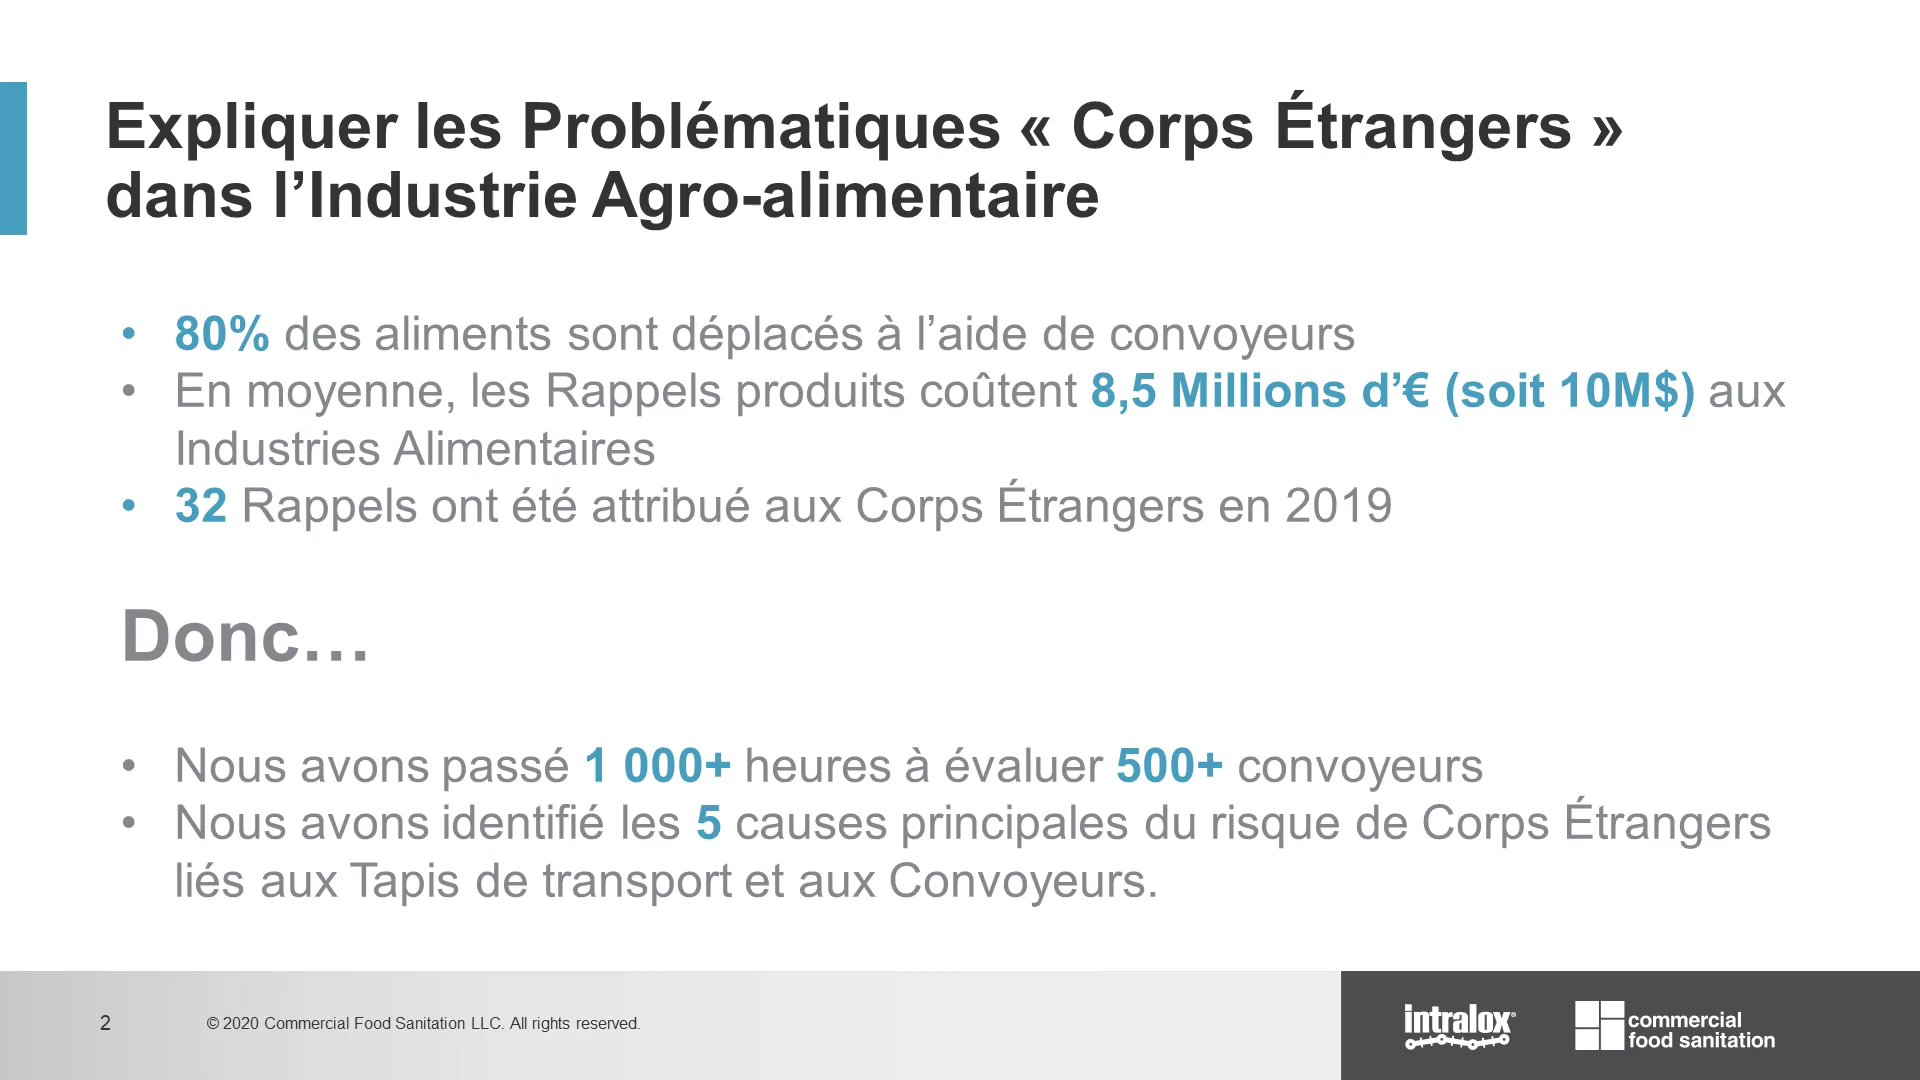 Expliquer les Problématiques « Corps Étrangers »
dans l’Industrie Agro-alimentaire
• 80% des aliments sont déplacés à l’aide de convoyeurs
• En moyenne, les Rappels produits coûtent 8,5 Millions d’€ (soit 10M$) aux
Industries Alimentaires
• 32 Rappels ont été attribué aux Corps Étrangers en 2019
Donc…
• Nous avons passé 1 000+ heures à évaluer 500+ convoyeurs
• Nous avons identifié les 5 causes principales du risque de Corps Étrangers
liés aux Tapis de transport et aux Convoyeurs.
2
© 2020 Commercial Food Sanitation LLC. All rights reserved.
intralox®
commercial
food sanitation